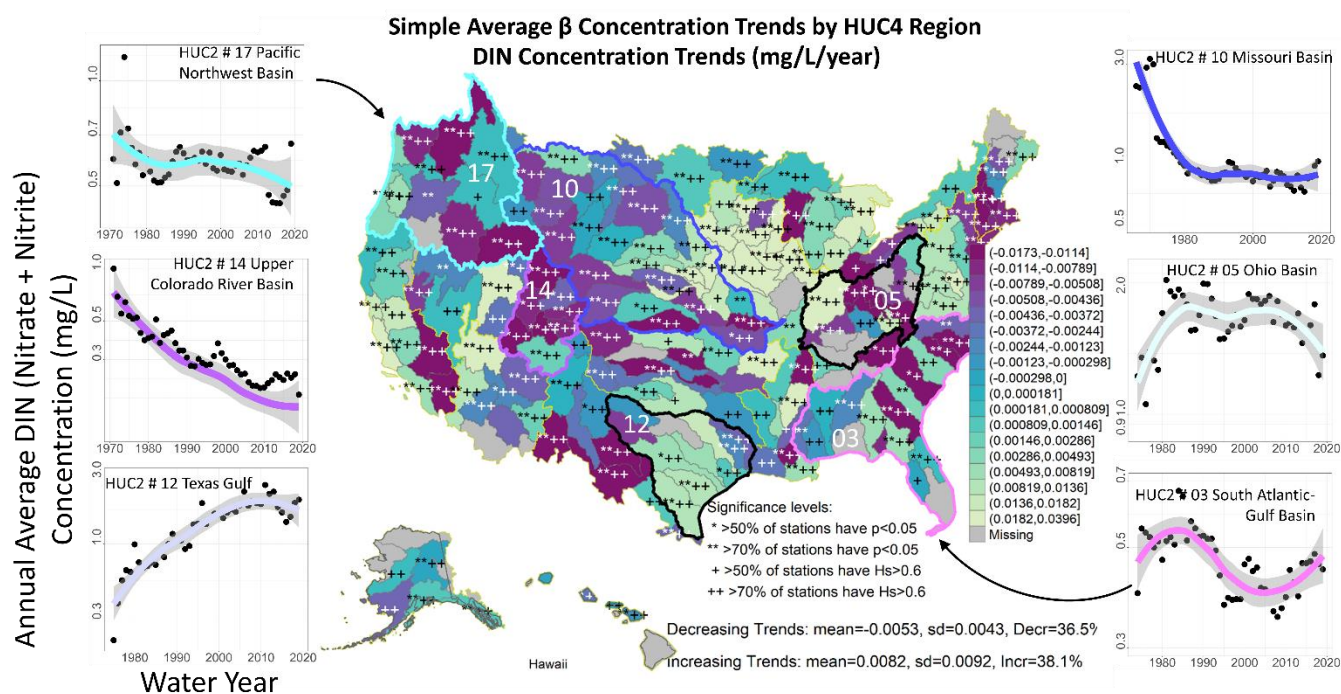 Simple Average β Concentration Trends by HUC4 Region
DIN Concentration Trends (mg/L/year)
Annual Average DIN (Nitrate + Nitrite)
Concentration (mg/L)
Water Year
HUC2 # 17 Pacific
Northwest Basin
1.0
0.7
0.5
1970 1980 1990 2000 2010 2020
HUC2 # 14 Upper
Colorado River Basin
1.0
0.5
0.3
1970 1980 1990 2000 2010 2020
HUC2 # 12 Texas Gulf
3.0
1.0
0.3
1970 1980 1990 2000 2010 2020
17
10
14
05
12
03
HUC2 # 10 Missouri Basin
3.0
1.0
0.5
1980 2000 2020
HUC2 # 05 Ohio Basin
2.0
0.9 1.0
1980 1990 2000 2010 2020
HUC2 # 03 South Atlantic-
Gulf Basin
0.7
0.5
0.3
1980 1990 2000 2010 2020
(-0.0173,-0.0114]
(-0.0114,-0.00789]
(-0.00789,-0.00508]
(-0.00508,-0.00436]
(-0.00436,-0.00372]
(-0.00372,-0.00244]
(-0.00244,-0.00123]
(-0.00123,-0.000298]
(-0.000298,0]
(0,0.000181]
(0.000181,0.000809]
(0.000809,0.00146]
(0.00146,0.00286]
(0.00286,0.00493]
(0.00493,0.00819]
(0.00819,0.0136]
(0.0136,0.0182]
(0.0182,0.0396]
Missing
Significance levels:
* >50% of stations have p<0.05
** >70% of stations have p<0.05
+ >50% of stations have Hs>0.6
++ >70% of stations have Hs>0.6
Decreasing Trends: mean=-0.0053, sd=0.0043, Decr=36.5%
Increasing Trends: mean=0.0082, sd=0.0092, Incr=38.1%
Hawaii